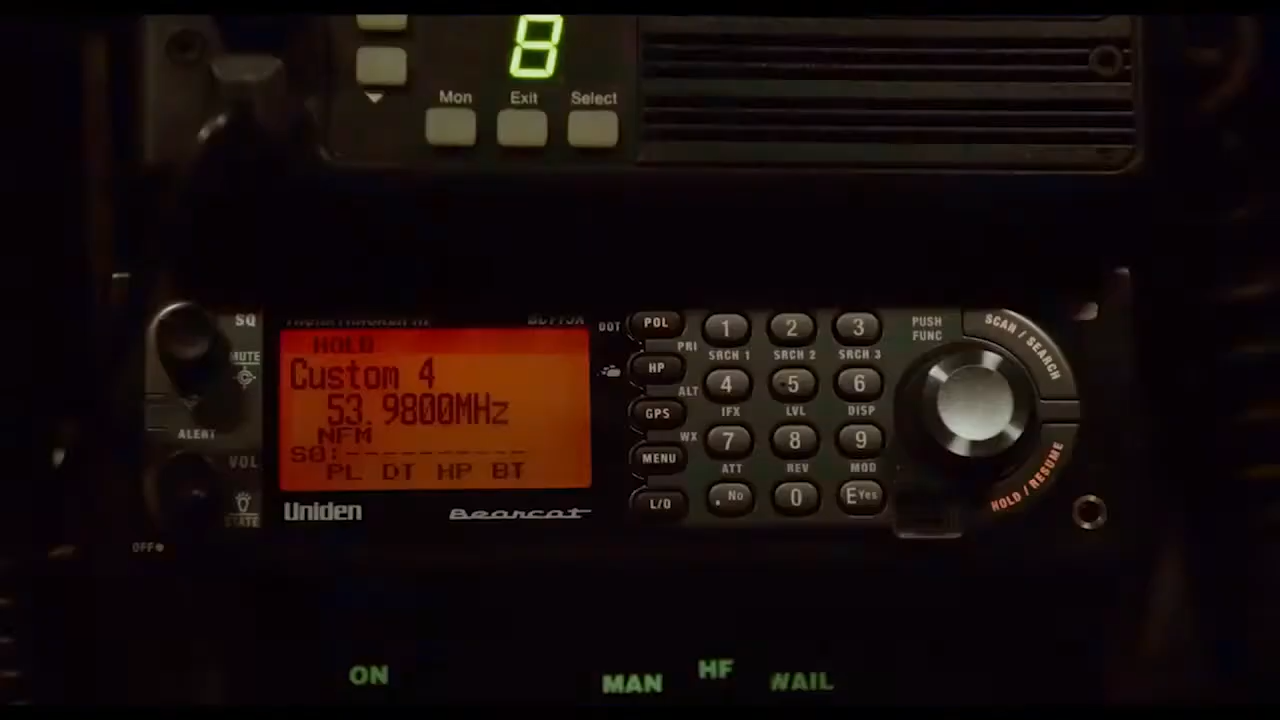 8
Mon Exit Select
SQ
MUTE
ALERT
VOL
STATE
OFF
HOLD
Custom 4
53.9800MHz
NFM
S0:-----------
PL DT HP BT
Uniden Bearcat
DOT POL
PRI
HP
ALT
GPS
WX
MENU
L/O
1 2 3
SRCH 1 SRCH 2 SRCH 3
4 5 6
IFX LVL DISP
7 8 9
ATT REV MOD
. No 0 E Yes
PUSH
FUNC
SCAN / SEARCH
HOLD / RESUME
ON MAN HF WAIL